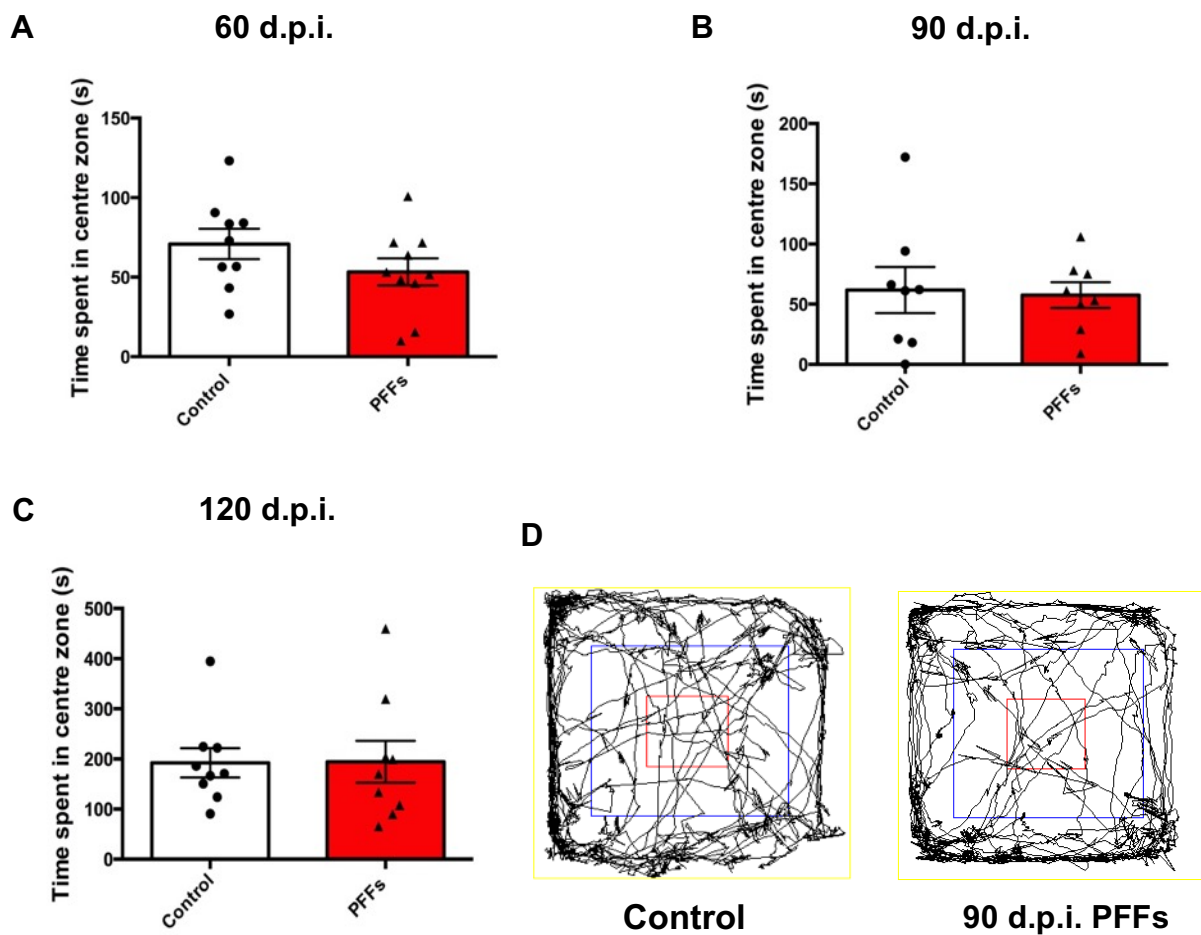 A
60 d.p.i.
Time spent in centre zone (s)
150
100
50
0
Control
PFFs
B
90 d.p.i.
Time spent in centre zone (s)
200
150
100
50
0
Control
PFFs
C
120 d.p.i.
Time spent in centre zone (s)
500
400
300
200
100
0
Control
PFFs
D
Control
90 d.p.i. PFFs